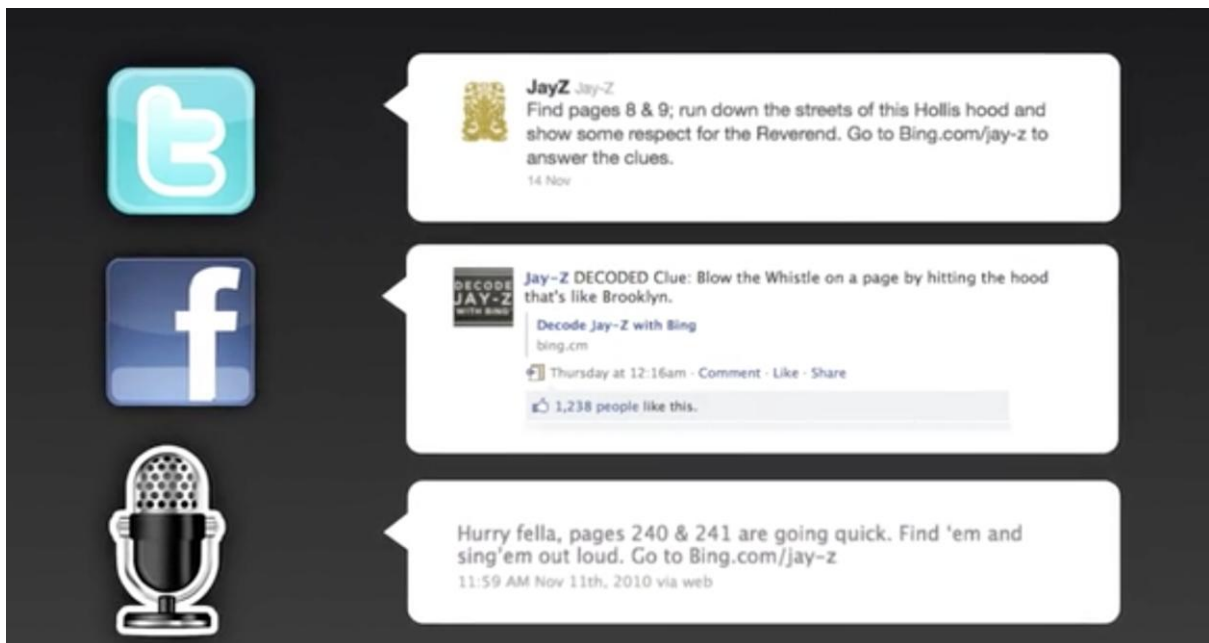 JayZ Jay-Z
Find pages 8 & 9; run down the streets of this Hollis hood and
show some respect for the Reverend. Go to Bing.com/jay-z to
answer the clues.
14 Nov
DECODE
JAY-Z
WITH BING
Jay-Z DECODED Clue: Blow the Whistle on a page by hitting the hood
that's like Brooklyn.
Decode Jay-Z with Bing
bing.cm
Thursday at 12:16am · Comment · Like · Share
1,238 people like this.
Hurry fella, pages 240 & 241 are going quick. Find 'em and
sing'em out loud. Go to Bing.com/jay-z
11:59 AM Nov 11th, 2010 via web